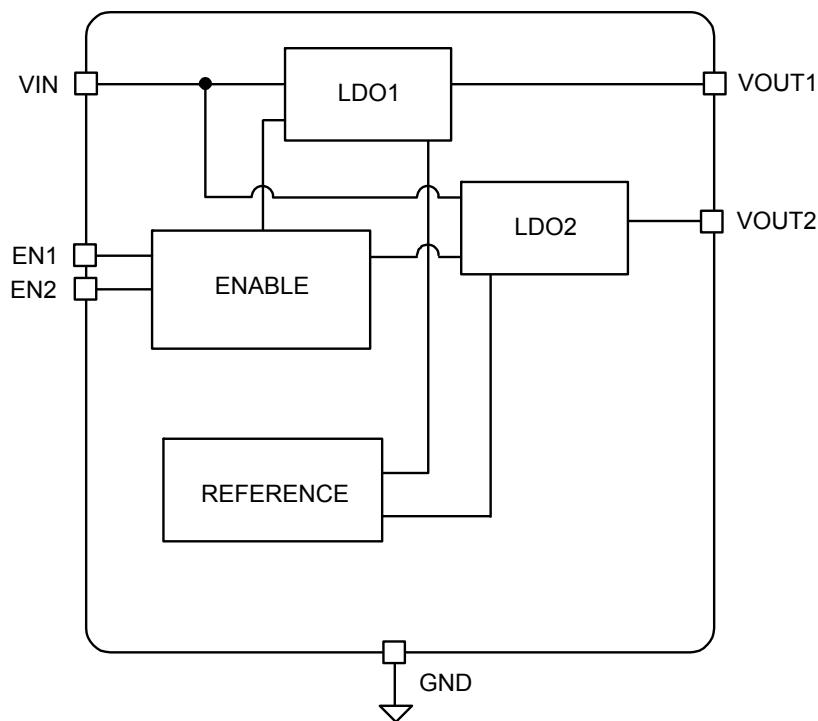 VIN
LDO1
VOUT1
LDO2
VOUT2
EN1
EN2
ENABLE
REFERENCE
GND